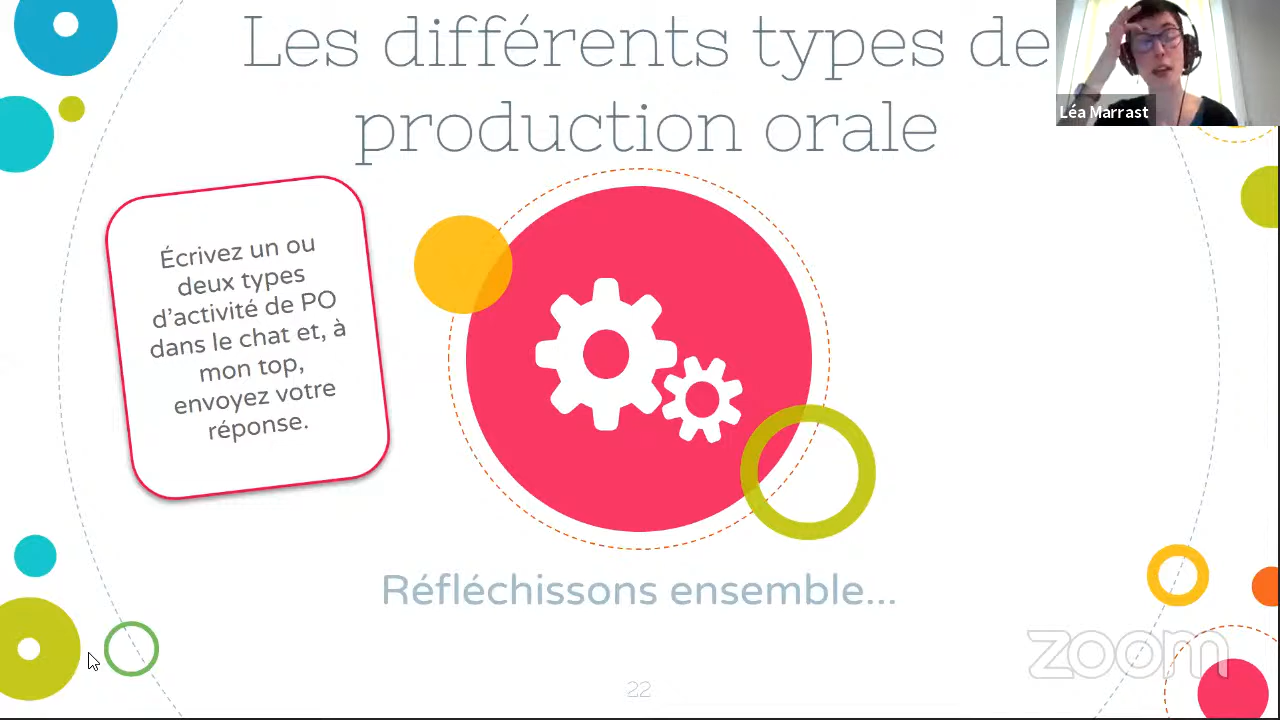 Les différents types de
production orale
Léa Marrast
Écrivez un ou
deux types
d'activité de PO
dans le chat et, à
mon top,
envoyez votre
réponse.
Réfléchissons ensemble...
zoom
22